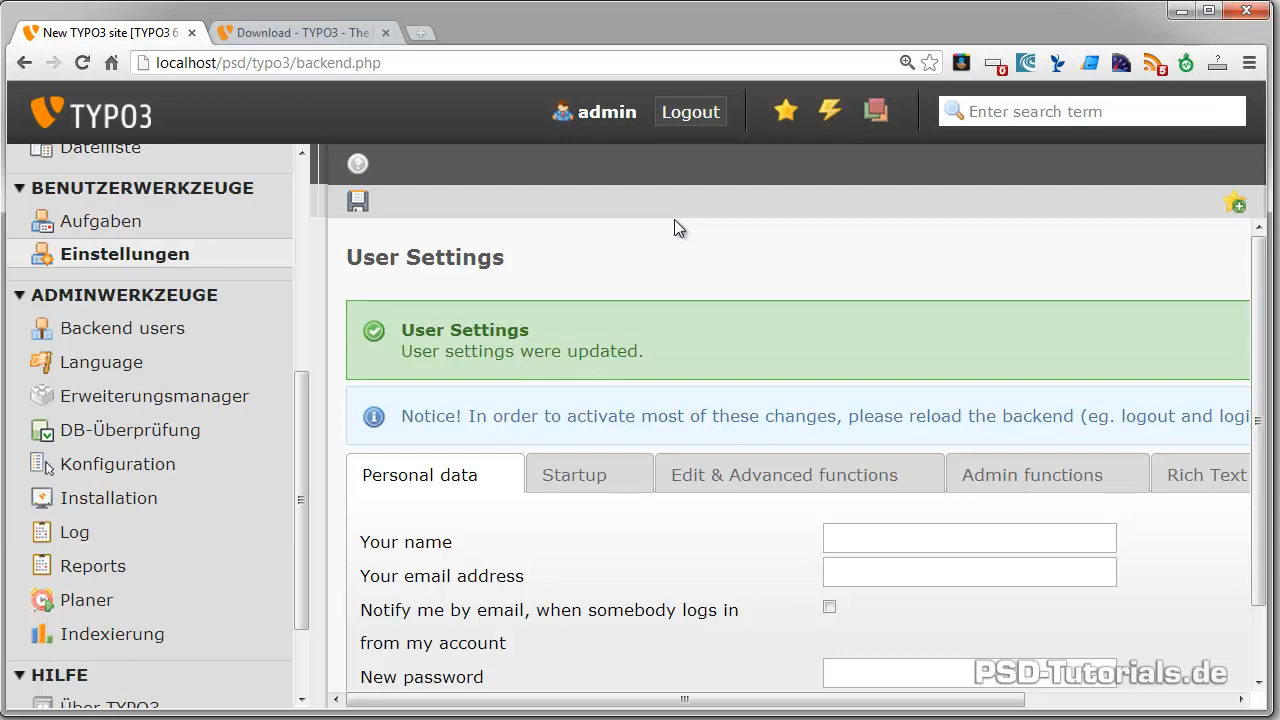 New TYPO3 site [TYPO3 6
Download - TYPO3 - The
localhost/psd/typo3/backend.php
0
5
?
TYPO3
admin
Logout
Enter search term
Dateiliste
BENUTZERWERKZEUGE
Aufgaben
Einstellungen
ADMINWERKZEUGE
Backend users
Language
Erweiterungsmanager
DB-Überprüfung
Konfiguration
Installation
Log
Reports
Planer
Indexierung
HILFE
Über TYPO3
User Settings
User Settings
User settings were updated.
Notice! In order to activate most of these changes, please reload the backend (eg. logout and logi
Personal data
Startup
Edit & Advanced functions
Admin functions
Rich Text
Your name
Your email address
Notify me by email, when somebody logs in
from my account
New password
PSD-Tutorials.de